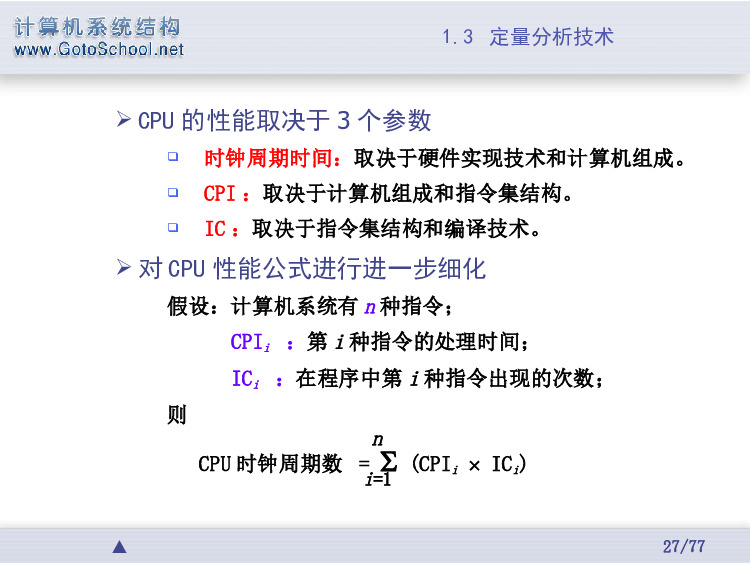 计算机系统结构
www.GotoSchool.net
1.3 定量分析技术
➢ CPU 的性能取决于 3 个参数
❑ 时钟周期时间：取决于硬件实现技术和计算机组成。
❑ CPI：取决于计算机组成和指令集结构。
❑ IC：取决于指令集结构和编译技术。
➢ 对 CPU 性能公式进行进一步细化
假设：计算机系统有 n 种指令；
CPIᵢ ：第 i 种指令的处理时间；
ICᵢ ：在程序中第 i 种指令出现的次数；
则
n
CPU 时钟周期数 = Σ (CPIᵢ × ICᵢ)
i=1
▲
27/77